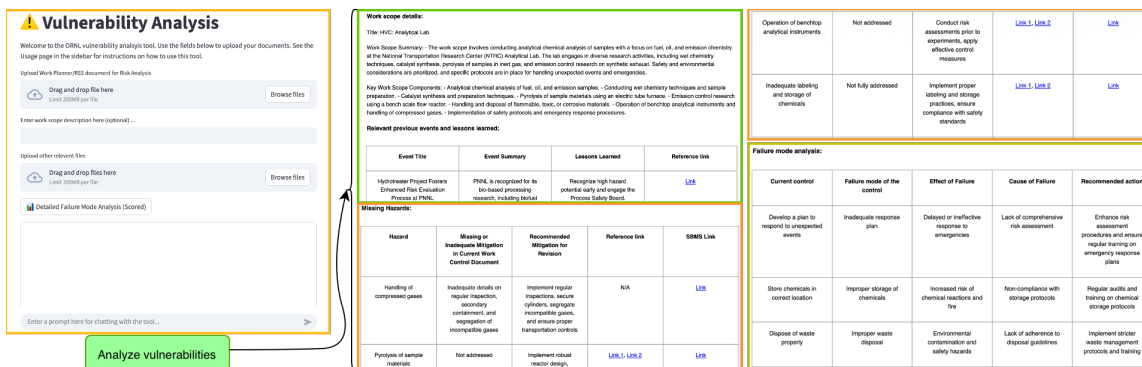 ⚠ Vulnerability Analysis
Welcome to the ORNL vulnerability analysis tool. Use the fields below to upload your documents. See the
Usage page in the sidebar for instructions on how to use this tool.
Upload Work Planner/RSS document for Risk Analysis
Drag and drop file here
Limit 200MB per file
Browse files
Enter work scope description here (optional) ...
Upload other relevent files
Drag and drop files here
Limit 200MB per file
Browse files
Detailed Failure Mode Analysis (Scored)
Enter a prompt here for chatting with the tool...
Analyze vulnerabilities
Work scope details:
Title: HVC: Analytical Lab
Work Scope Summary: - The work scope involves conducting analytical chemical analysis of samples with a focus on fuel, oil, and emission chemistry
at the National Transportation Research Center (NTRC) Analytical Lab. The lab engages in diverse research activities, including wet chemistry
techniques, catalyst synthesis, pyrolysis of samples in inert gas, and emission control research on synthetic exhaust. Safety and environmental
considerations are prioritized, and specific protocols are in place for handling unexpected events and emergencies.
Key Work Scope Components: - Conducting analytical chemical analysis of fuel, oil, and emission samples. - Conducting wet chemistry techniques and sample
preparation. - Catalyst synthesis and preparation techniques. - Pyrolysis of sample materials using an electric tube furnace. - Emission control research
using a bench scale flow reactor. - Handling and disposal of flammable, toxic, or corrosive materials. - Operation of benchtop analytical instruments and
handling of compressed gases. - Implementation of safety protocols and emergency response procedures.
Relevant previous events and lessons learned:
Event Title Event Summary Lessons Learned Reference link
Hydrotreater Project Fosters PNNL is recognized for its Recognize high hazard Link
Enhanced Risk Evaluation bio-based processing potential early and engage the
Process at PNNL research, including biofuel Process Safety Board.
Missing Hazards:
Hazard Missing or Recommended Reference link SBMS Link
Inadequate Mitigation Mitigation for
in Current Work Revision
Control Document
Handling of Inadequate details on Implement regular N/A Link
compressed gases regular inspection, inspections, secure
secondary cylinders, segregate
containment, and incompatible gases,
segregation of and ensure proper
incompatible gases transportation controls
Pyrolysis of sample Not addressed Implement robust Link 1, Link 2 Link
materials reactor design,
Operation of benchtop Not addressed Conduct risk Link 1, Link 2 Link
analytical instruments assessments prior to
experiments, apply
effective control
measures
Inadequate labeling Not fully addressed Implement proper Link 1, Link 2 Link
and storage of labeling and storage
chemicals practices, ensure
compliance with safety
standards
Failure mode analysis:
Current control Failure mode of the Effect of Failure Cause of Failure Recommended action
control
Develop a plan to Inadequate response Delayed or ineffective Lack of comprehensive Enhance risk
respond to unexpected plan response to risk assessment assessment
events emergencies procedures and ensure
regular training on
emergency response
plans
Store chemicals in Improper storage of Increased risk of Non-compliance with Regular audits and
correct location chemicals chemical reactions and storage protocols training on chemical
fire storage protocols
Dispose of waste Improper waste Environmental Lack of adherence to Implement stricter
properly disposal contamination and disposal guidelines waste management
safety hazards protocols and training